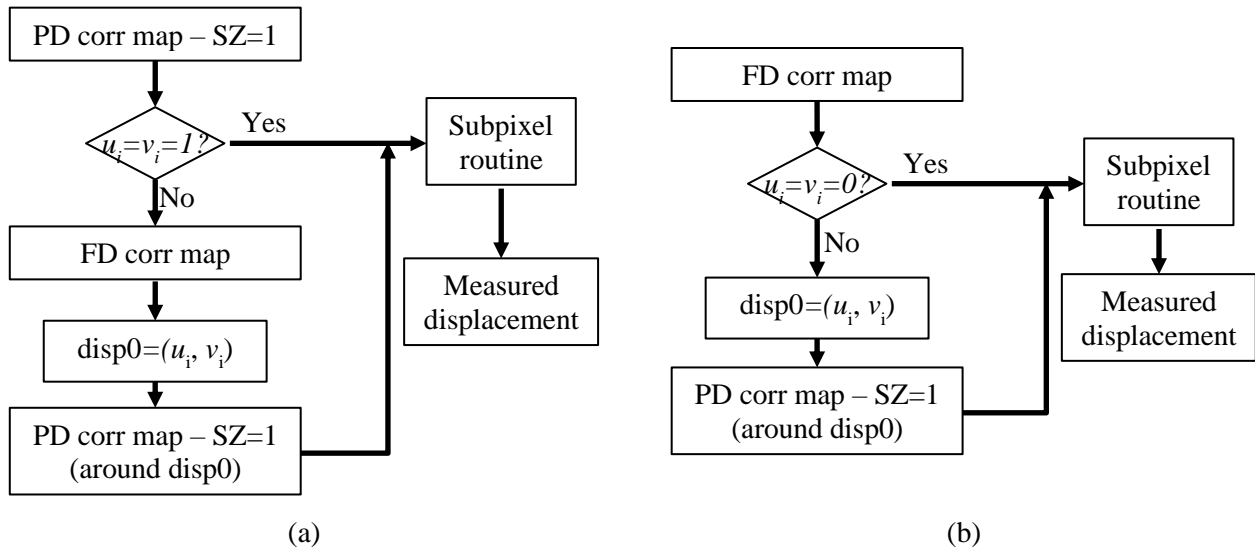 PD corr map – SZ=1
u_i=v_i=1?
Yes
No
Subpixel
routine
FD corr map
Measured
displacement
disp0=(u_i, v_i)
PD corr map – SZ=1
(around disp0)
(a)
FD corr map
u_i=v_i=0?
Yes
No
Subpixel
routine
disp0=(u_i, v_i)
Measured
displacement
PD corr map – SZ=1
(around disp0)
(b)